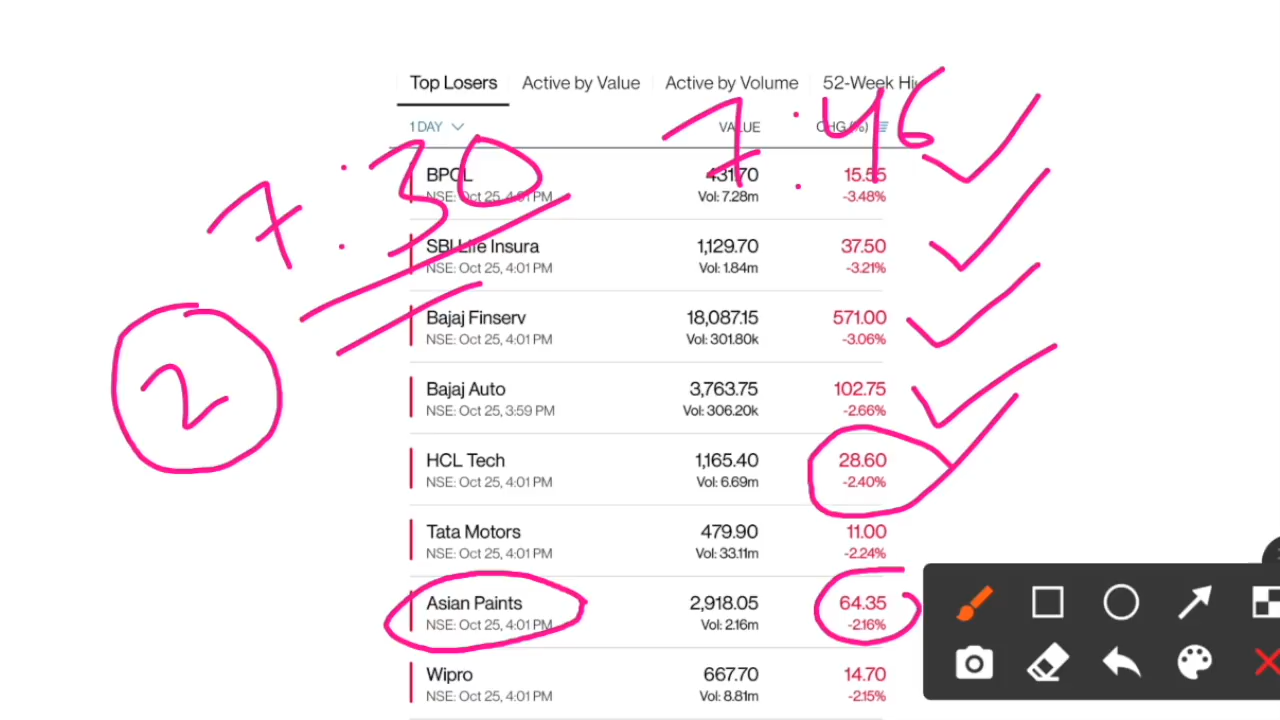 Top Losers Active by Value Active by Volume 52-Week Hi
1 DAY VALUE CHG (%)
7:46
7:30
BPCL 431.70 15.55
NSE: Oct 25, 4:01 PM Vol: 7.28m -3.48%
SBI Life Insura 1,129.70 37.50
NSE: Oct 25, 4:01 PM Vol: 1.84m -3.21%
Bajaj Finserv 18,087.15 571.00
NSE: Oct 25, 4:01 PM Vol: 301.80k -3.06%
2
Bajaj Auto 3,763.75 102.75
NSE: Oct 25, 3:59 PM Vol: 306.20k -2.66%
HCL Tech 1,165.40 28.60
NSE: Oct 25, 4:01 PM Vol: 6.69m -2.40%
Tata Motors 479.90 11.00
NSE: Oct 25, 4:01 PM Vol: 33.11m -2.24%
Asian Paints 2,918.05 64.35
NSE: Oct 25, 4:01 PM Vol: 2.16m -2.16%
Wipro 667.70 14.70
NSE: Oct 25, 4:01 PM Vol: 8.81m -2.15%